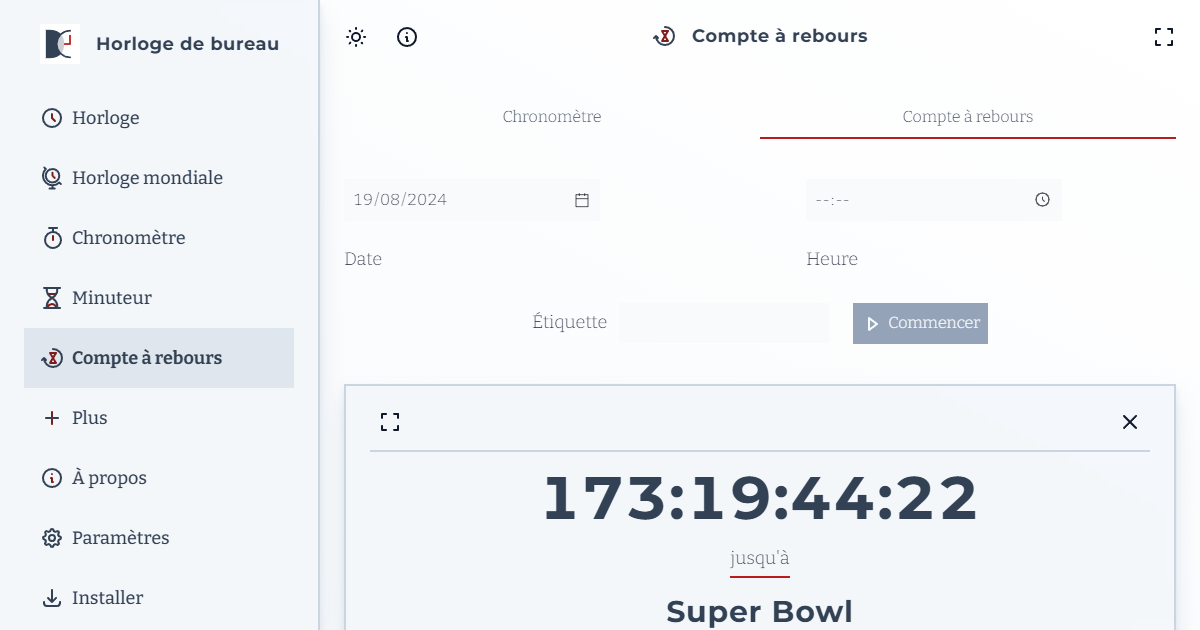 Horloge de bureau
Horloge
Horloge mondiale
Chronomètre
Minuteur
Compte à rebours
Plus
À propos
Paramètres
Installer
Compte à rebours
Chronomètre
Compte à rebours
19/08/2024
--:--
Date
Heure
Étiquette
Commencer
173:19:44:22
jusqu'à
Super Bowl